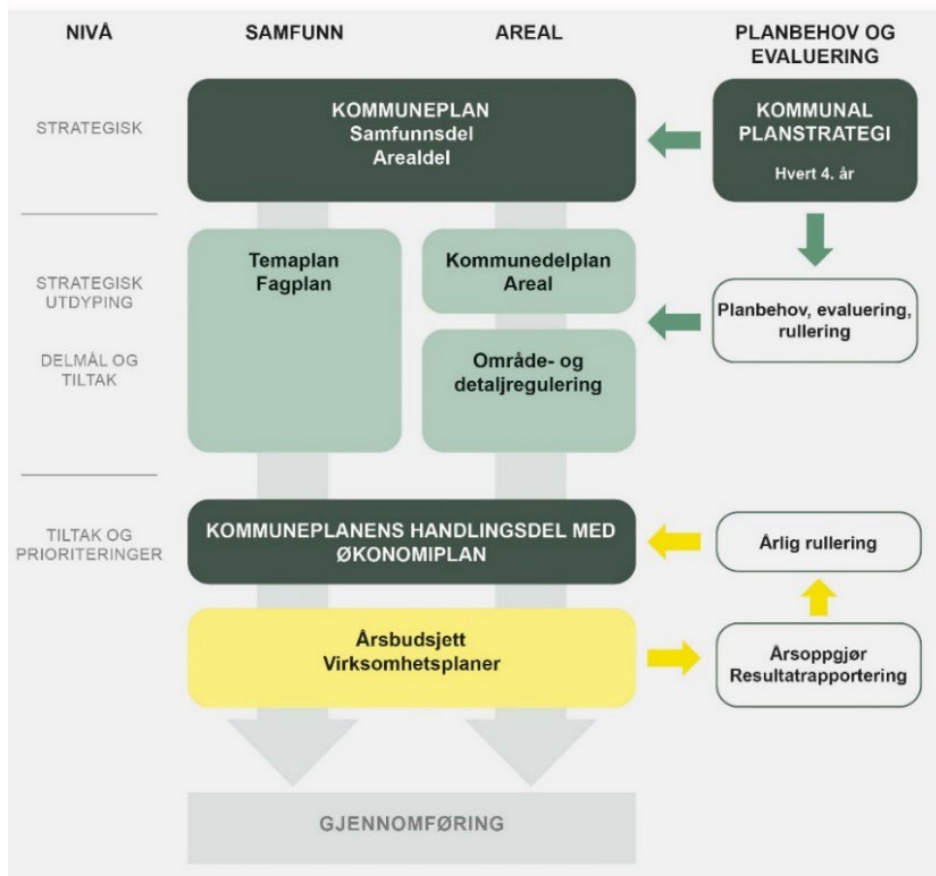 NIVÅ
SAMFUNN
AREAL
PLANBEHOV OG
EVALUERING
STRATEGISK
KOMMUNEPLAN
Samfunnsdel
Arealdel
KOMMUNAL
PLANSTRATEGI
Hvert 4. år
STRATEGISK
UTDYPING
DELMÅL OG
TILTAK
Temaplan
Fagplan
Kommunedelplan
Areal
Område- og
detaljregulering
Planbehov, evaluering,
rullering
TILTAK OG
PRIORITERINGER
KOMMUNEPLANENS HANDLINGSDEL MED
ØKONOMIPLAN
Årlig rullering
Årsbudsjett
Virksomhetsplaner
Årsoppgjør
Resultatrapportering
GJENNOMFØRING